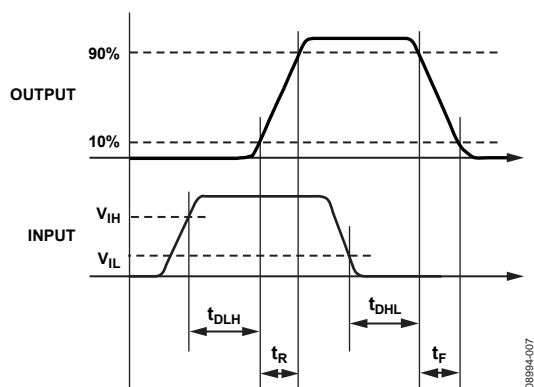 90%
OUTPUT
10%
VIH
INPUT
VIL
tDLH
tDHL
tR
tF
08994-007